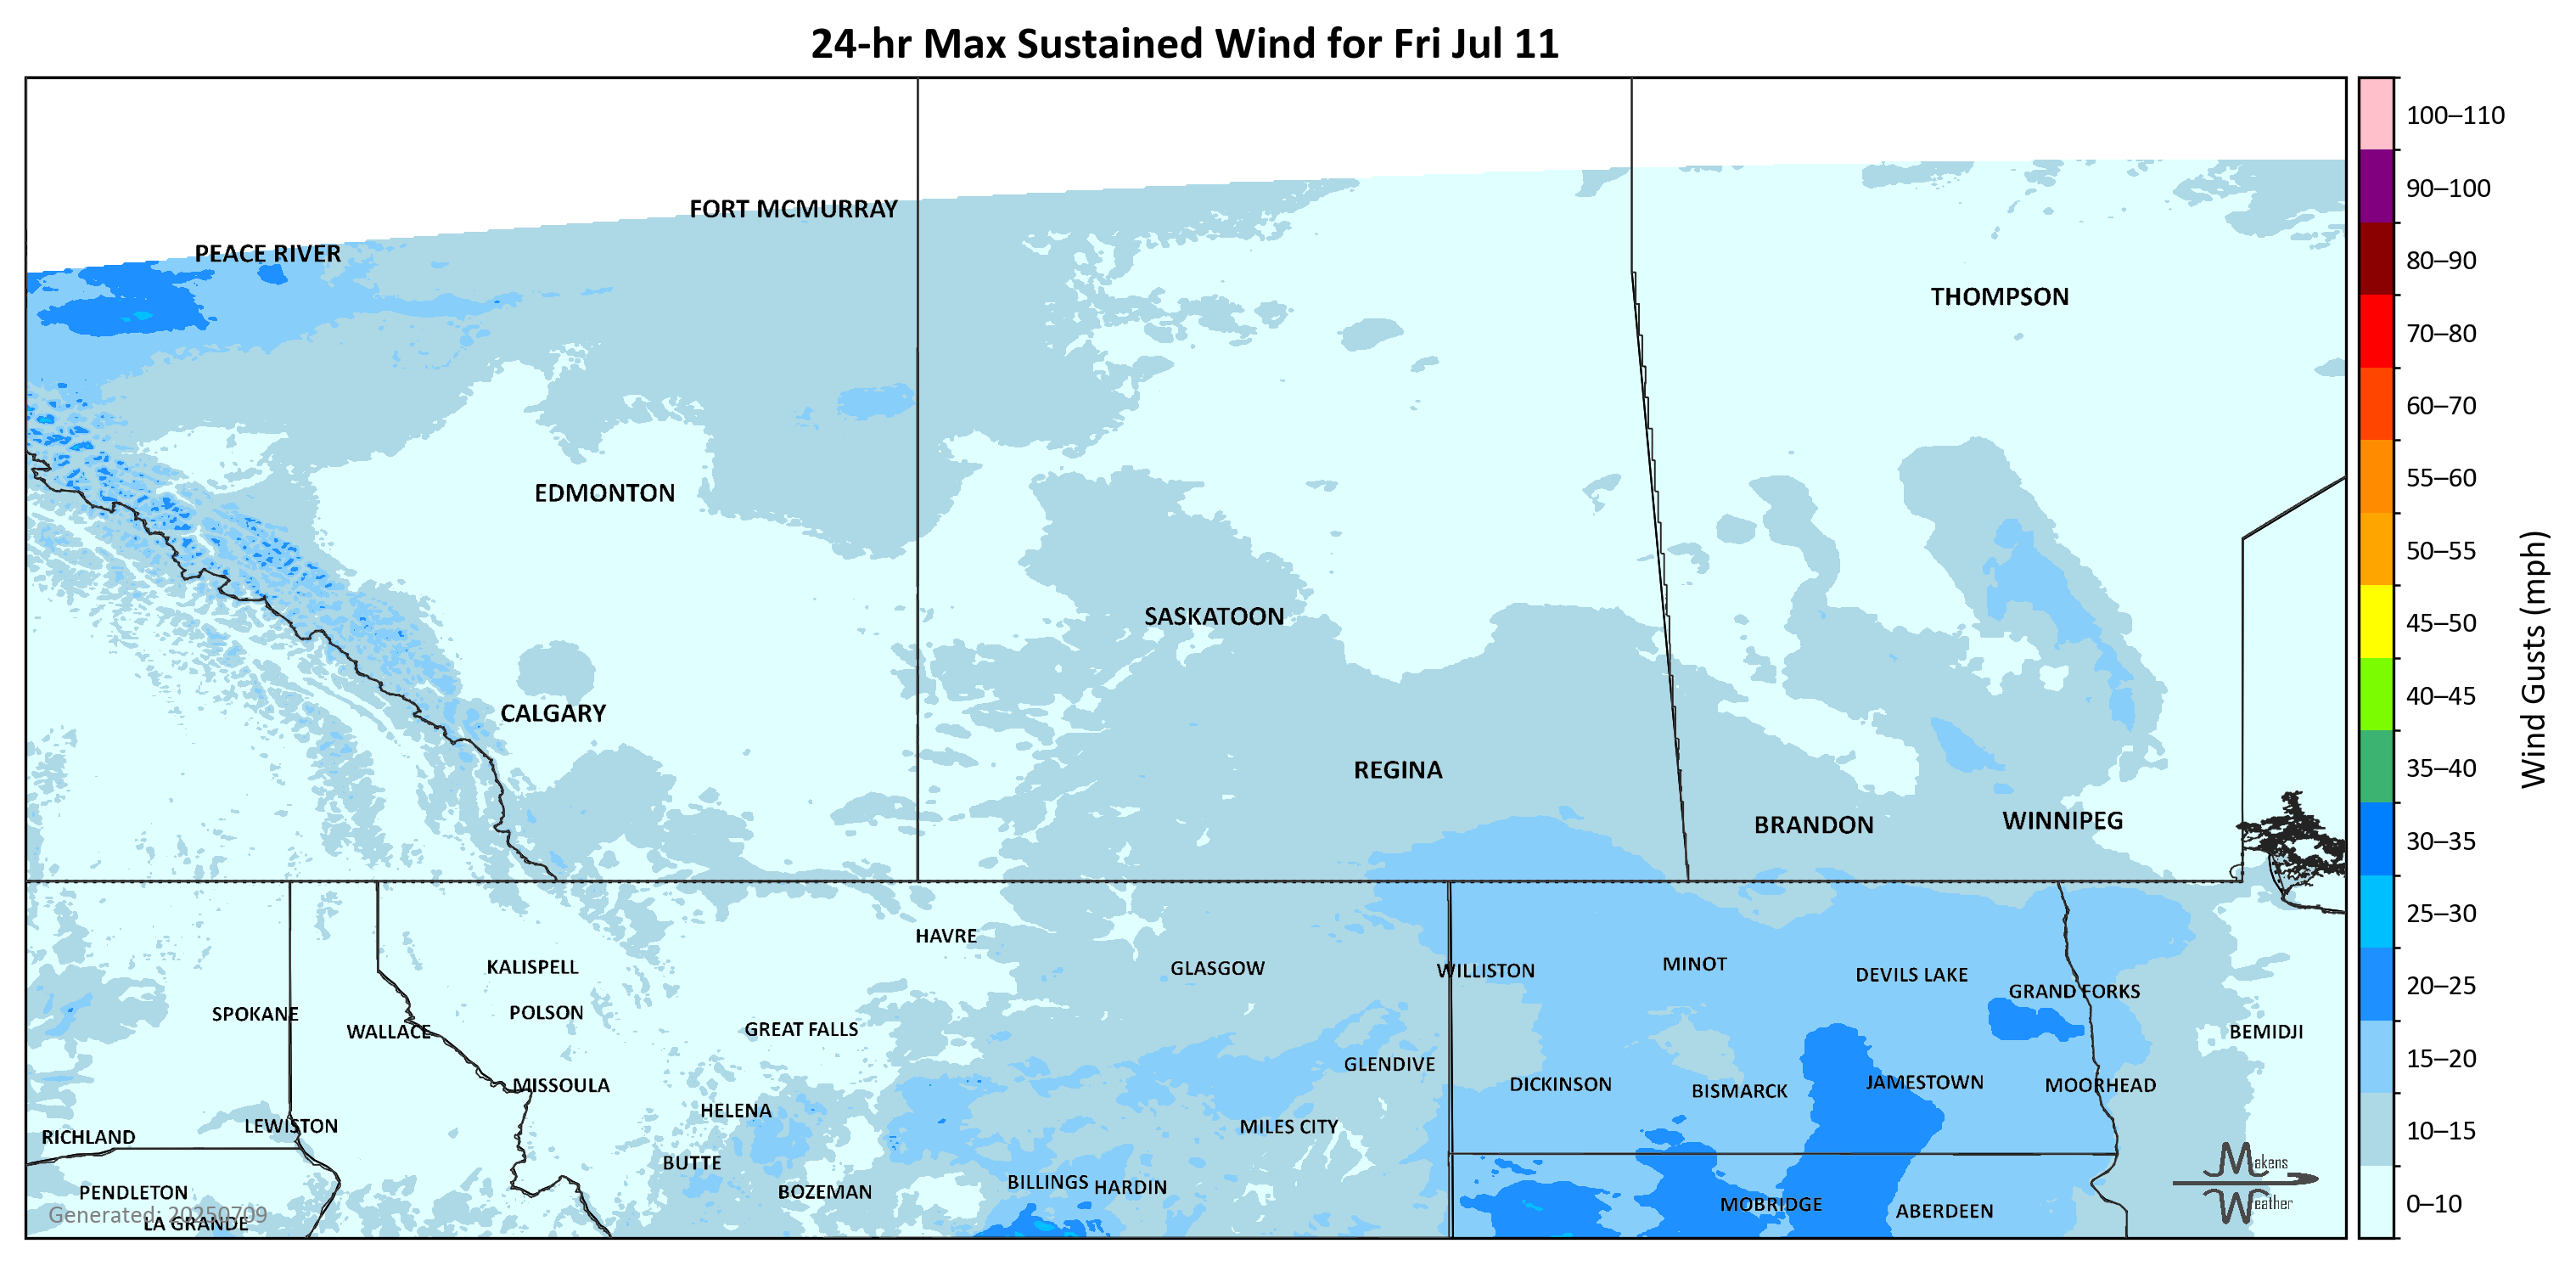 24-hr Max Sustained Wind for Fri Jul 11
100–110
FORT MCMURRAY
90–100
PEACE RIVER
80–90
THOMPSON
70–80
60–70
EDMONTON
55–60
50–55
SASKATOON
45–50
Wind Gusts (mph)
CALGARY
40–45
REGINA
35–40
BRANDON
WINNIPEG
30–35
HAVRE
25–30
KALISPELL
GLASGOW
WILLISTON
MINOT
DEVILS LAKE
20–25
GRAND FORKS
SPOKANE
POLSON
WALLACE
GREAT FALLS
BEMIDJI
15–20
GLENDIVE
MISSOULA
DICKINSON
BISMARCK
JAMESTOWN
MOORHEAD
HELENA
LEWISTON
MILES CITY
10–15
RICHLAND
BUTTE
Makens
Weather
PENDLETON
BOZEMAN
BILLINGS
HARDIN
MOBRIDGE
ABERDEEN
0–10
Generated: 20250709
LA GRANDE